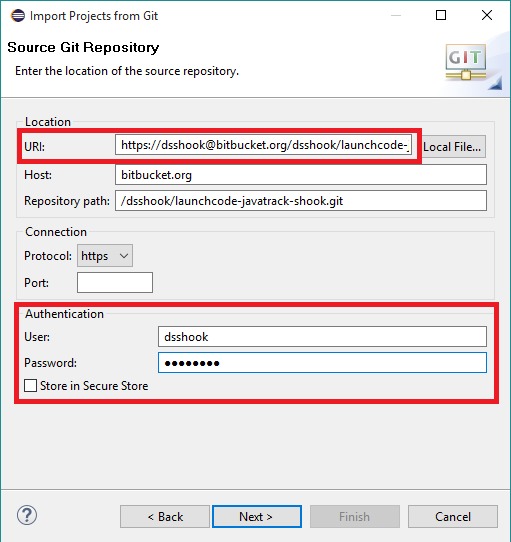 Import Projects from Git
Source Git Repository
Enter the location of the source repository.
GIT
Location
URI: https://dsshook@bitbucket.org/dsshook/launchcode- Local File...
Host: bitbucket.org
Repository path: /dsshook/launchcode-javatrack-shook.git
Connection
Protocol: https
Port:
Authentication
User: dsshook
Password: ●●●●●●●●
Store in Secure Store
? < Back Next > Finish Cancel